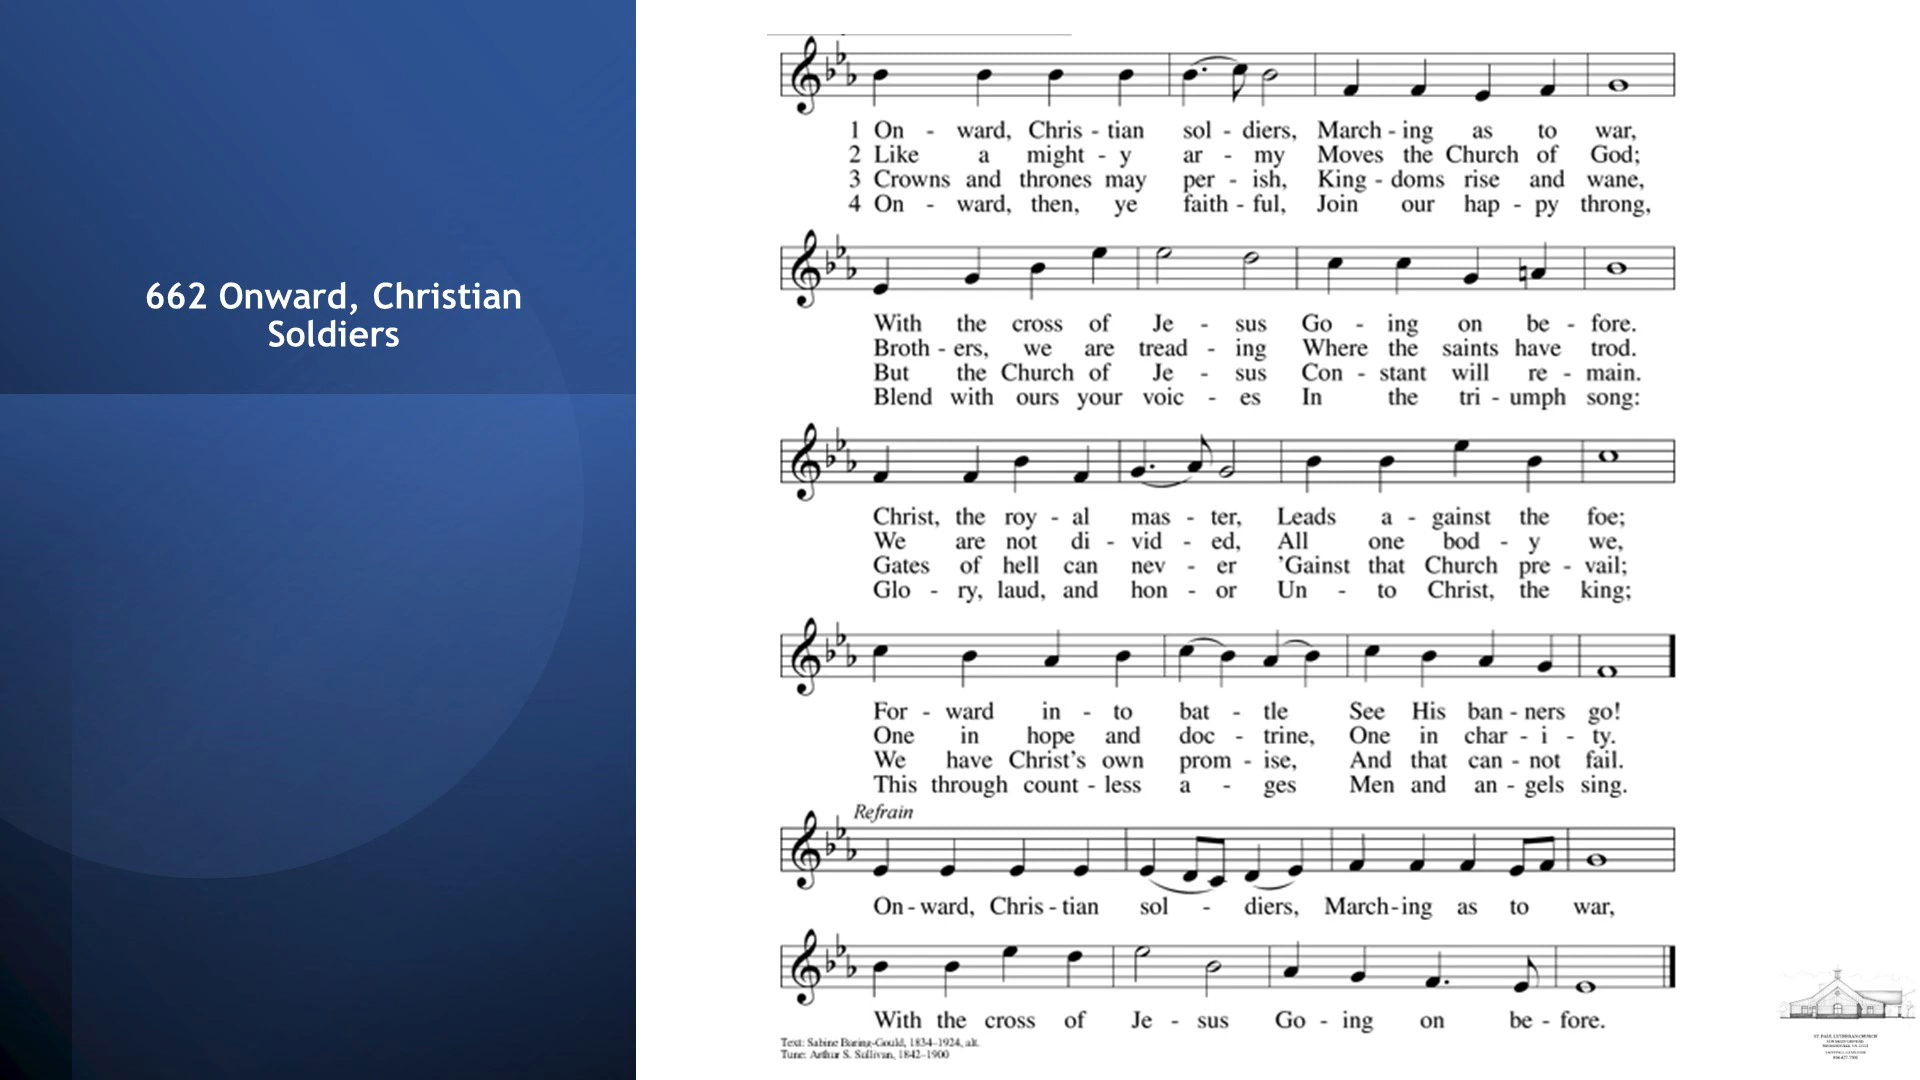 662 Onward, Christian
Soldiers
1 On - ward, Chris - tian sol - diers, March - ing as to war,
2 Like a might - y ar - my Moves the Church of God;
3 Crowns and thrones may per - ish, King - doms rise and wane,
4 On - ward, then, ye faith - ful, Join our hap - py throng,
With the cross of Je - sus Go - ing on be - fore.
Broth - ers, we are tread - ing Where the saints have trod.
But the Church of Je - sus Con - stant will re - main.
Blend with ours your voic - es In the tri - umph song:
Christ, the roy - al mas - ter, Leads a - gainst the foe;
We are not di - vid - ed, All one bod - y we,
Gates of hell can nev - er 'Gainst that Church pre - vail;
Glo - ry, laud, and hon - or Un - to Christ, the king;
For - ward in - to bat - tle See His ban - ners go!
One in hope and doc - trine, One in char - i - ty.
We have Christ's own prom - ise, And that can - not fail.
This through count - less a - ges Men and an - gels sing.
Refrain
On - ward, Chris - tian sol - diers, March - ing as to war,
With the cross of Je - sus Go - ing on be - fore.
Text: Sabine Baring-Gould, 1834–1924, alt.
Tune: Arthur S. Sullivan, 1842–1900
ST. PAUL LUTHERAN CHURCH